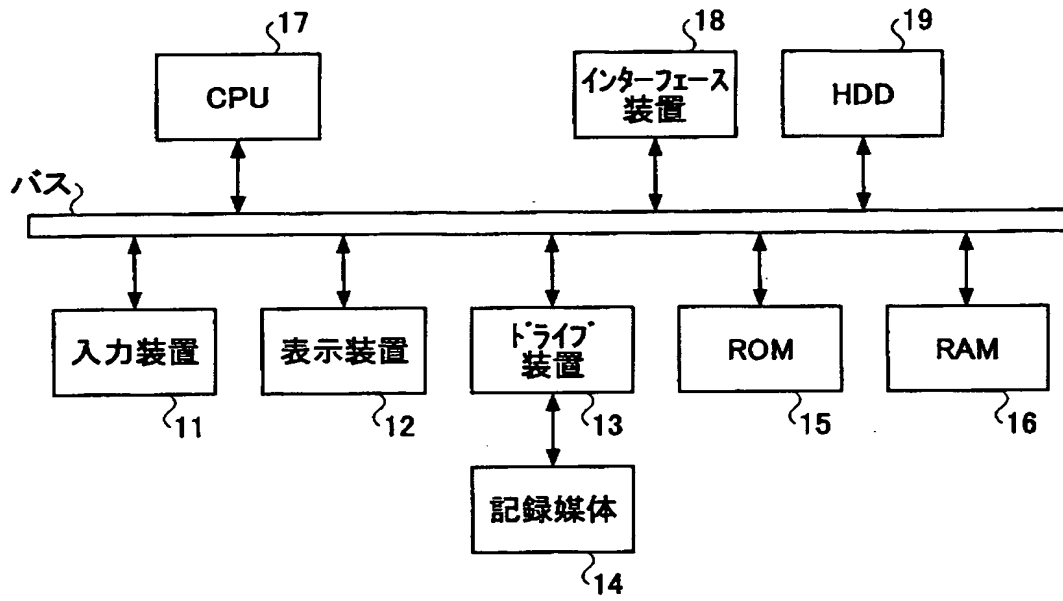 17
CPU
18
インターフェース
装置
19
HDD
バス
入力装置
11
表示装置
12
ドライブ
装置
13
ROM
15
RAM
16
記録媒体
14